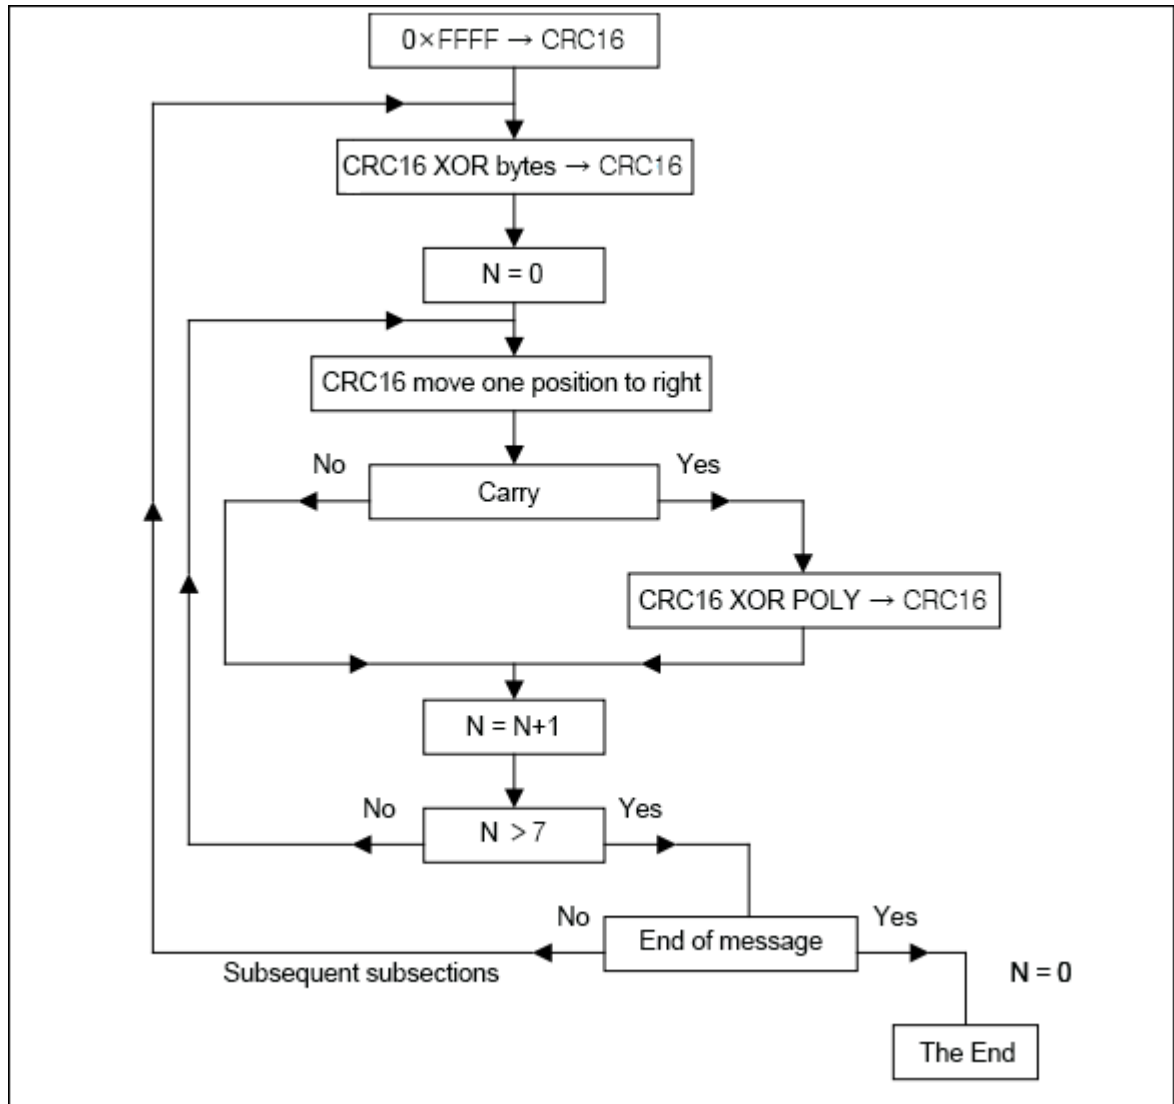 0×FFFF → CRC16
CRC16 XOR bytes → CRC16
N = 0
CRC16 move one position to right
No
Yes
Carry
CRC16 XOR POLY → CRC16
N = N+1
No
Yes
N > 7
No
Yes
End of message
Subsequent subsections
N = 0
The End